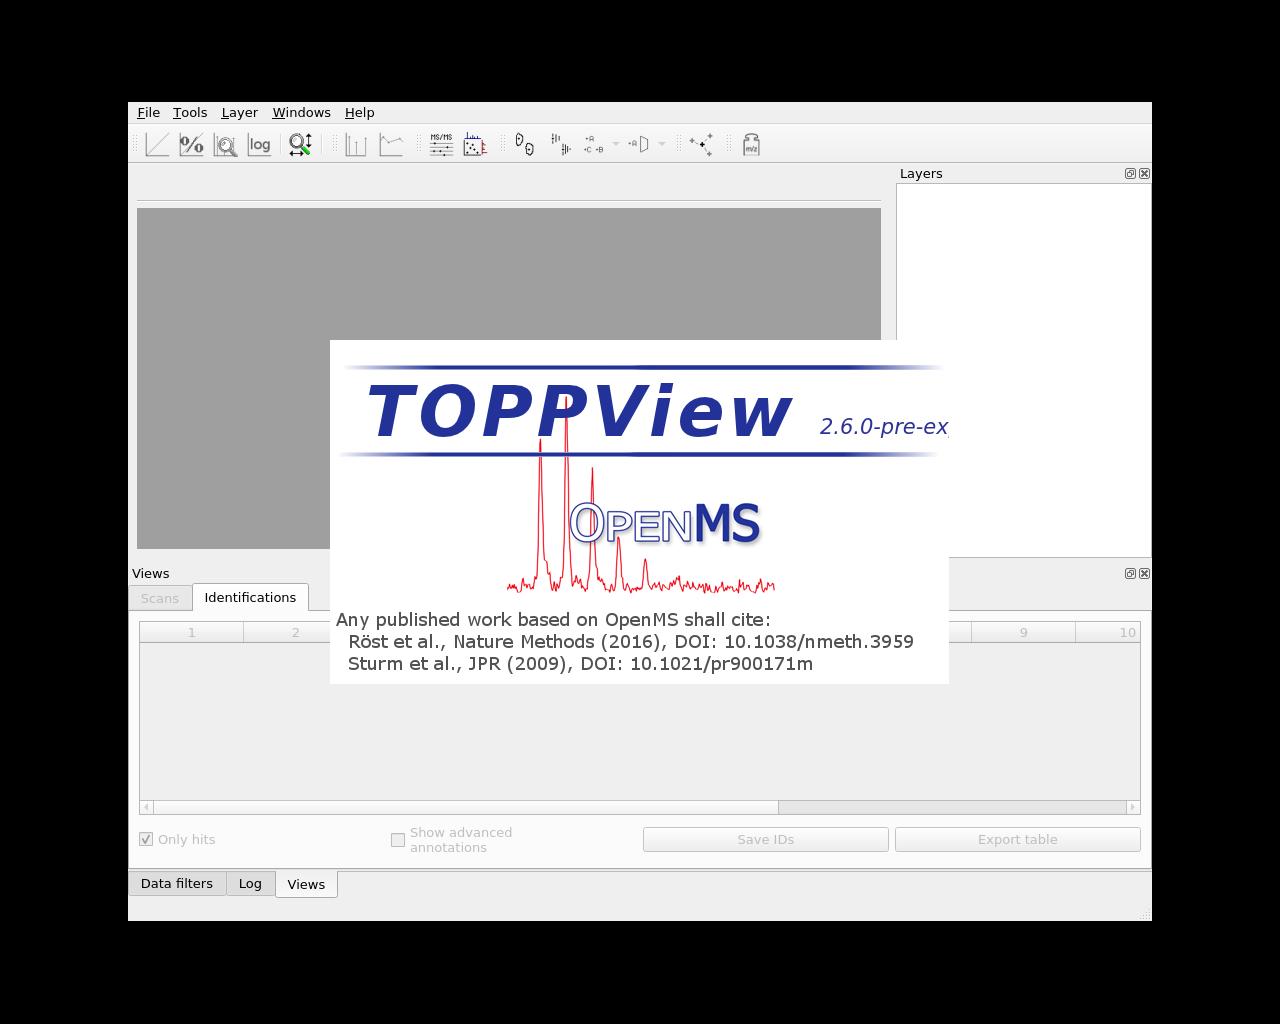 File Tools Layer Windows Help
% log MS/MS A C B A m/z
Layers
TOPPView 2.6.0-pre-ex
OPENMS
Any published work based on OpenMS shall cite:
Röst et al., Nature Methods (2016), DOI: 10.1038/nmeth.3959
Sturm et al., JPR (2009), DOI: 10.1021/pr900171m
Views
Scans Identifications
1 2 9 10
Only hits Show advanced annotations Save IDs Export table
Data filters Log Views